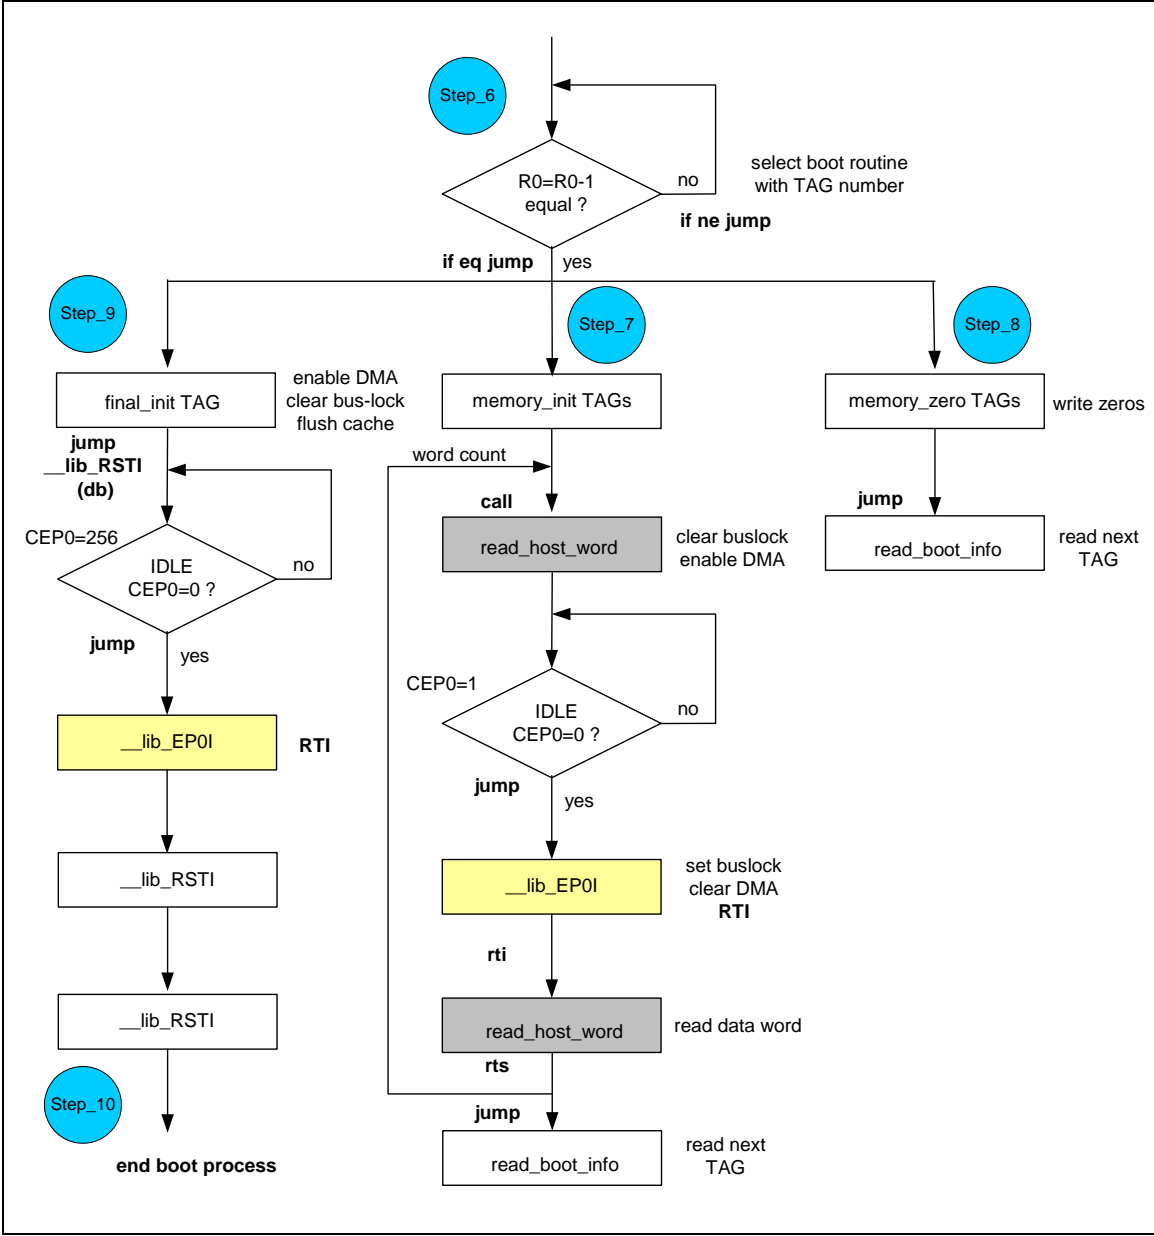 Step_6
R0=R0-1
equal ?
no
select boot routine
with TAG number
if ne jump
if eq jump
yes
Step_9
Step_7
Step_8
final_init TAG
enable DMA
clear bus-lock
flush cache
memory_init TAGs
memory_zero TAGs
write zeros
jump
__lib_RSTI
(db)
word count
call
jump
CEP0=256
IDLE
CEP0=0 ?
no
read_host_word
clear buslock
enable DMA
read_boot_info
read next
TAG
jump
yes
CEP0=1
IDLE
CEP0=0 ?
no
__lib_EP0I
RTI
jump
yes
__lib_RSTI
__lib_EP0I
set buslock
clear DMA
RTI
rti
__lib_RSTI
read_host_word
read data word
rts
Step_10
jump
end boot process
read_boot_info
read next
TAG